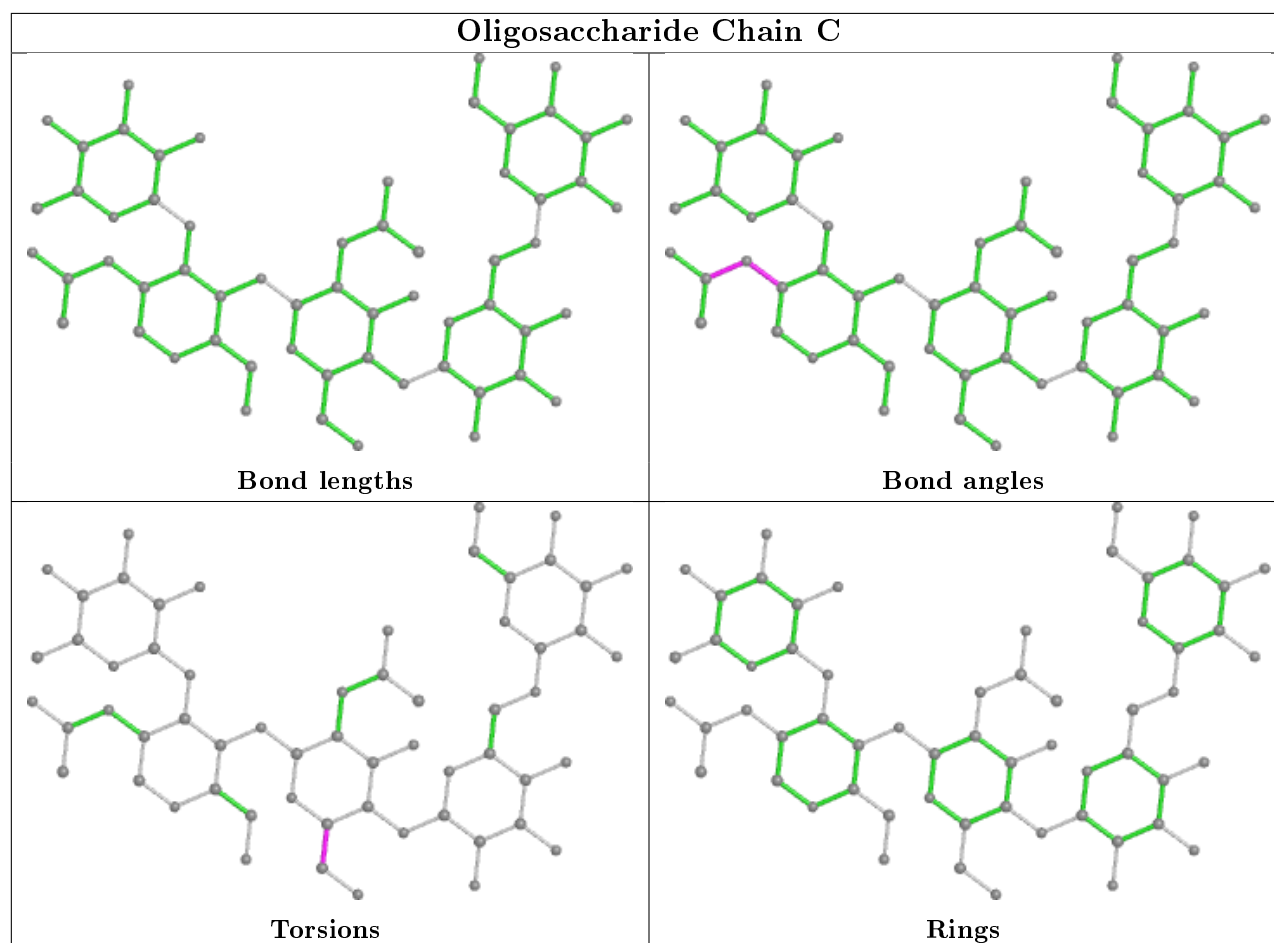 Oligosaccharide Chain C
Bond lengths
Bond angles
Torsions
Rings